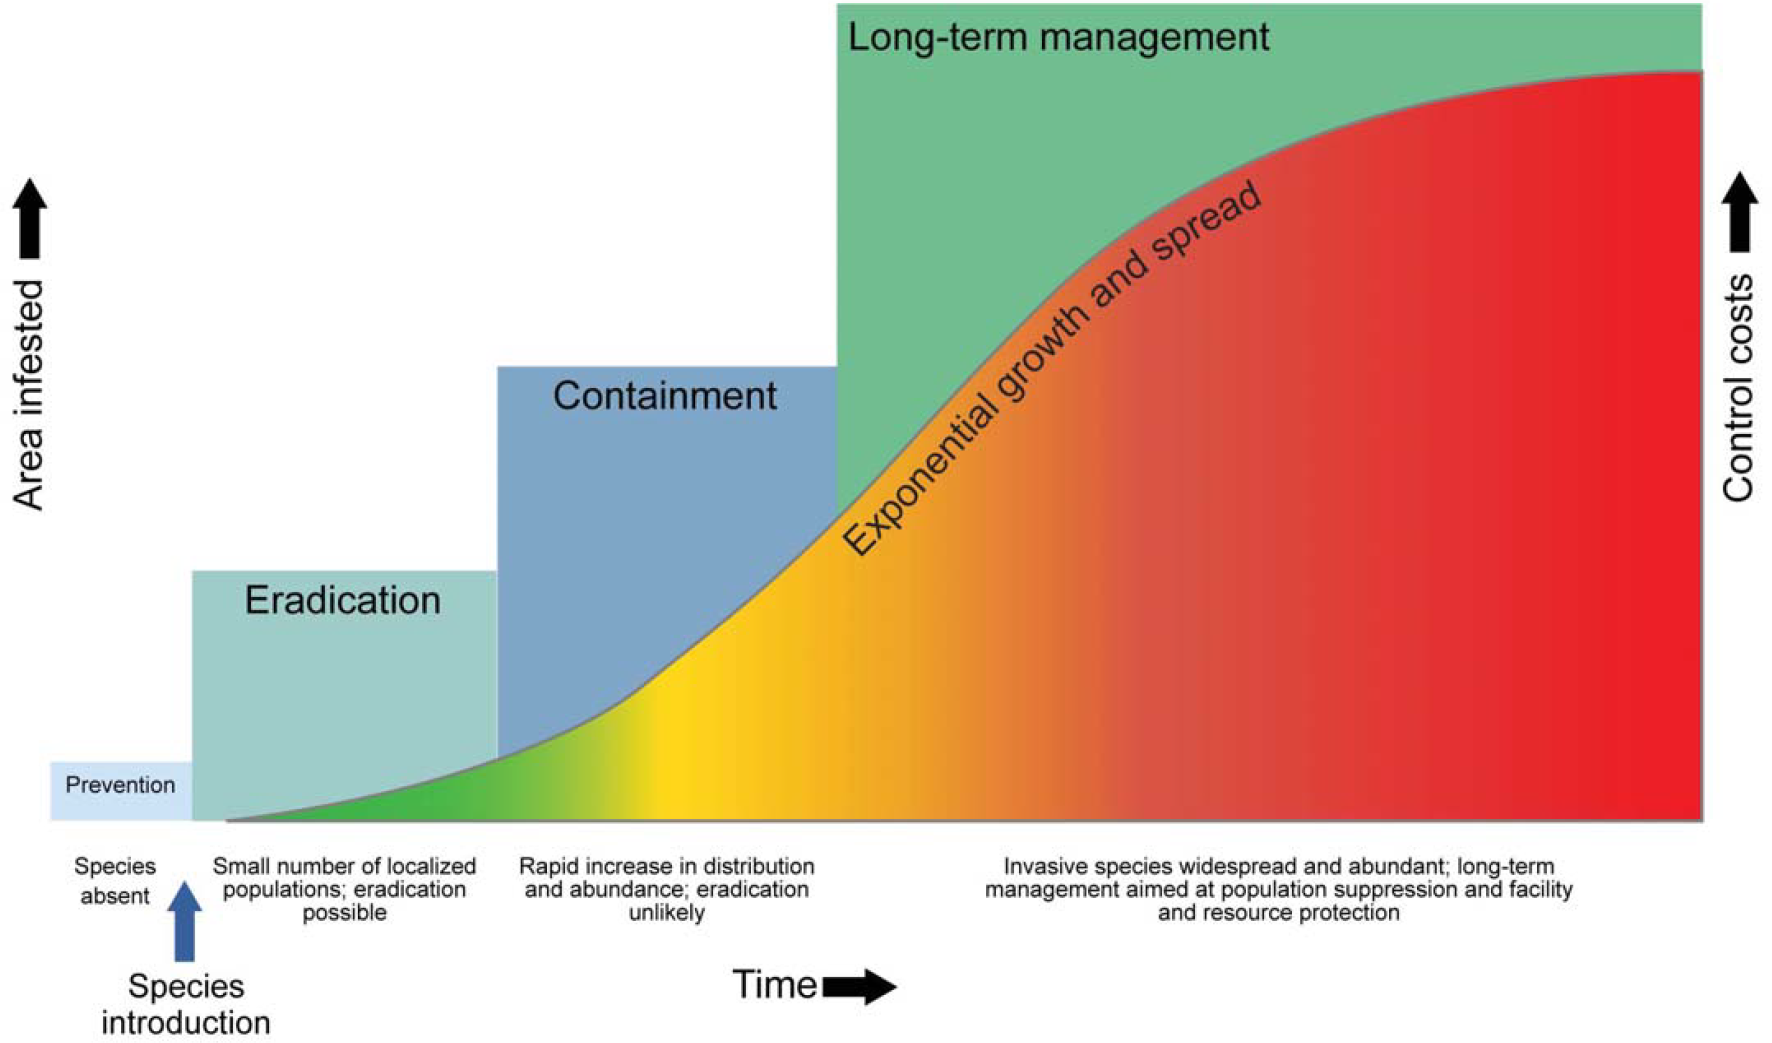 Long-term management
Area infested
Control costs
Exponential growth and spread
Containment
Eradication
Prevention
Species
absent
Small number of localized
populations; eradication
possible
Rapid increase in distribution
and abundance; eradication
unlikely
Invasive species widespread and abundant; long-term
management aimed at population suppression and facility
and resource protection
Species
introduction
Time